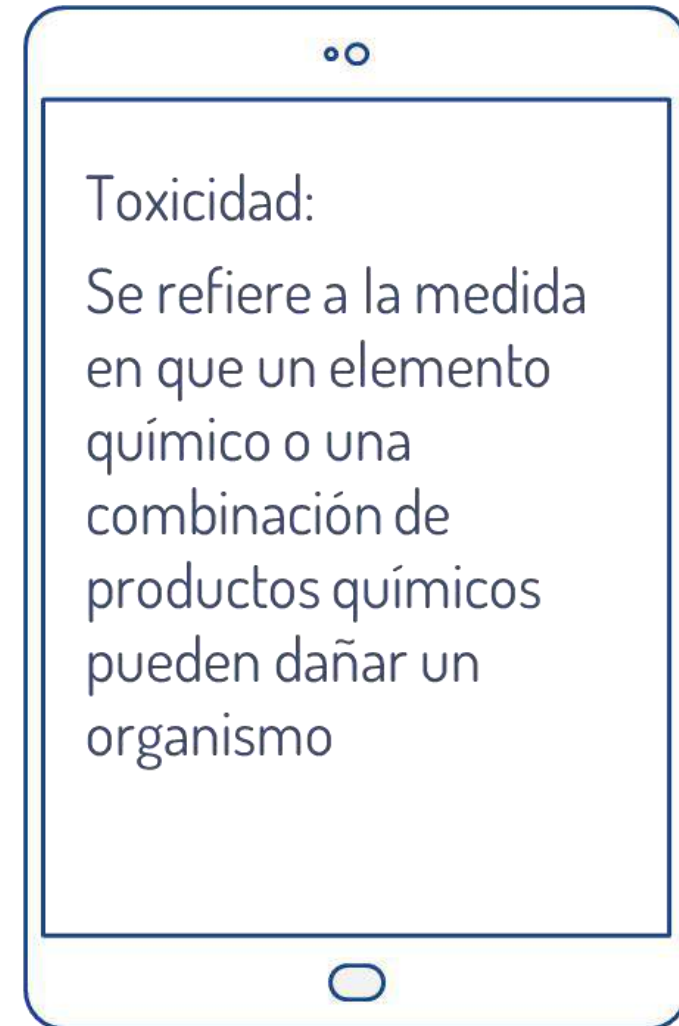 Toxicidad:
Se refiere a la medida
en que un elemento
químico o una
combinación de
productos químicos
pueden dañar un
organismo